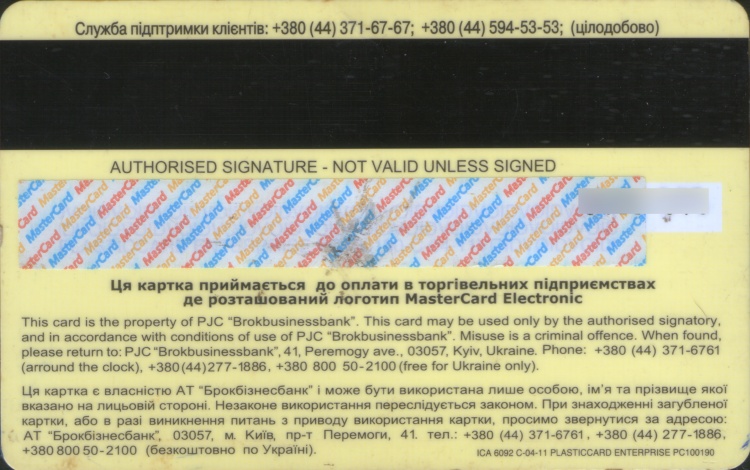 Служба підптримки клієнтів: +380 (44) 371-67-67; +380 (44) 594-53-53; (цілодобово)
AUTHORISED SIGNATURE - NOT VALID UNLESS SIGNED
MasterCard MasterCard MasterCard MasterCard MasterCard MasterCard
Ця картка приймається до оплати в торгівельних підприємствах
де розташований логотип MasterCard Electronic
This card is the property of PJC “Brokbusinessbank”. This card may be used only by the authorised signatory,
and in accordance with conditions of use of PJC “Brokbusinessbank”. Misuse is a criminal offence. When found,
please return to: PJC “Brokbusinessbank”, 41, Peremogy ave., 03057, Kyiv, Ukraine. Phone: +380 (44) 371-6761
(arround the clock), +380(44)277-1886, +380 800 50-2100(free for Ukraine only).
Ця картка є власністю АТ “Брокбізнесбанк” і може бути використана лише особою, ім’я та прізвище якої
вказано на лицьовій стороні. Незаконе використання переслідується законом. При знаходженні загубленої
картки, або в разі виникнення питань з приводу використання картки, просимо звернутися за адресою:
АТ “Брокбізнесбанк”, 03057, м. Київ, пр-т Перемоги, 41. тел.: +380 (44) 371-6761, +380 (44) 277-1886,
+380 800 50-2100 (безкоштовно по Україні).
ICA 6092 C-04-11 PLASTICCARD ENTERPRISE PC100190